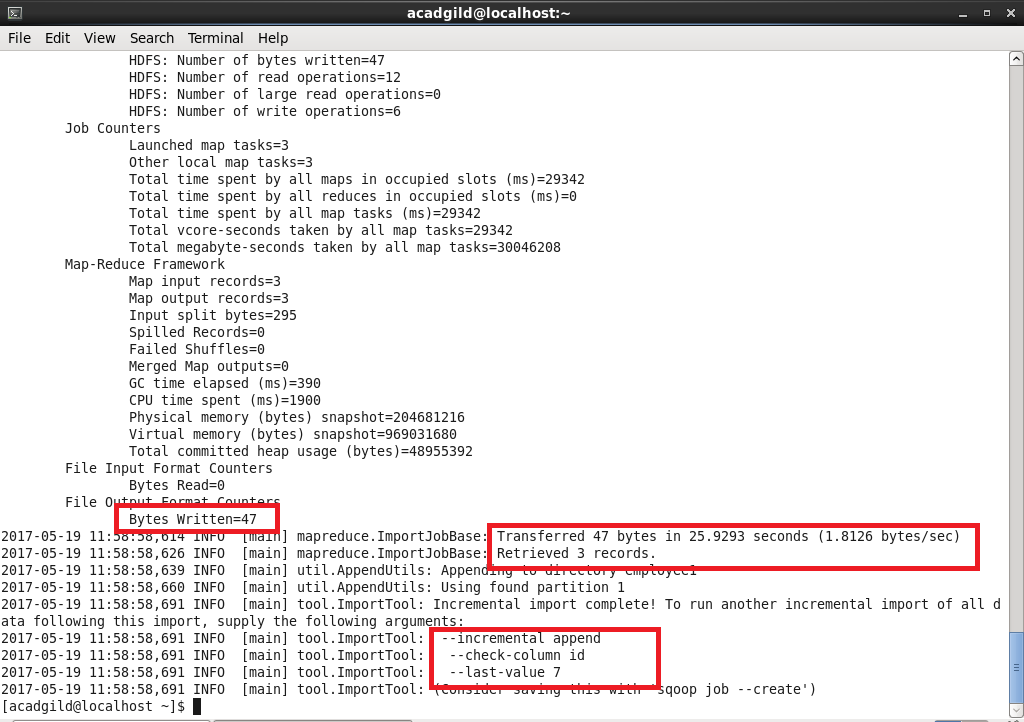 acadgild@localhost:~
File Edit View Search Terminal Help
HDFS: Number of bytes written=47
HDFS: Number of read operations=12
HDFS: Number of large read operations=0
HDFS: Number of write operations=6
Job Counters
Launched map tasks=3
Other local map tasks=3
Total time spent by all maps in occupied slots (ms)=29342
Total time spent by all reduces in occupied slots (ms)=0
Total time spent by all map tasks (ms)=29342
Total vcore-seconds taken by all map tasks=29342
Total megabyte-seconds taken by all map tasks=30046208
Map-Reduce Framework
Map input records=3
Map output records=3
Input split bytes=295
Spilled Records=0
Failed Shuffles=0
Merged Map outputs=0
GC time elapsed (ms)=390
CPU time spent (ms)=1900
Physical memory (bytes) snapshot=204681216
Virtual memory (bytes) snapshot=969031680
Total committed heap usage (bytes)=48955392
File Input Format Counters
Bytes Read=0
File Output Format Counters
Bytes Written=47
2017-05-19 11:58:58,614 INFO  [main] mapreduce.ImportJobBase: Transferred 47 bytes in 25.9293 seconds (1.8126 bytes/sec)
2017-05-19 11:58:58,626 INFO  [main] mapreduce.ImportJobBase: Retrieved 3 records.
2017-05-19 11:58:58,639 INFO  [main] util.AppendUtils: Appending to directory employee1
2017-05-19 11:58:58,660 INFO  [main] util.AppendUtils: Using found partition 1
2017-05-19 11:58:58,691 INFO  [main] tool.ImportTool: Incremental import complete! To run another incremental import of all d
ata following this import, supply the following arguments:
2017-05-19 11:58:58,691 INFO  [main] tool.ImportTool:  --incremental append
2017-05-19 11:58:58,691 INFO  [main] tool.ImportTool:   --check-column id
2017-05-19 11:58:58,691 INFO  [main] tool.ImportTool:   --last-value 7
2017-05-19 11:58:58,691 INFO  [main] tool.ImportTool: (Consider saving this with 'sqoop job --create')
[acadgild@localhost ~]$